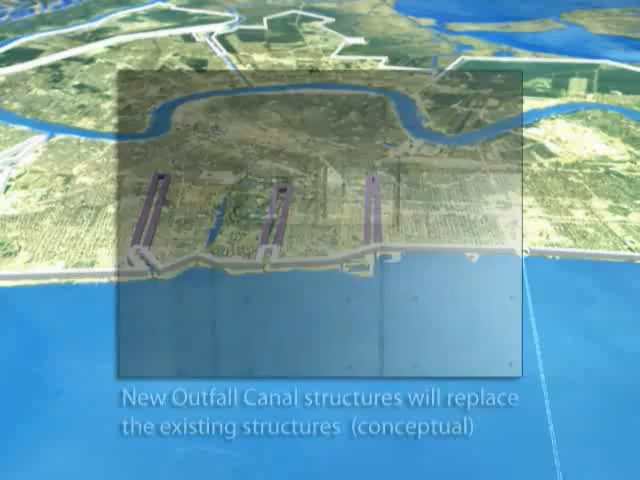 New Outfall Canal structures will replace
the existing structures (conceptual)